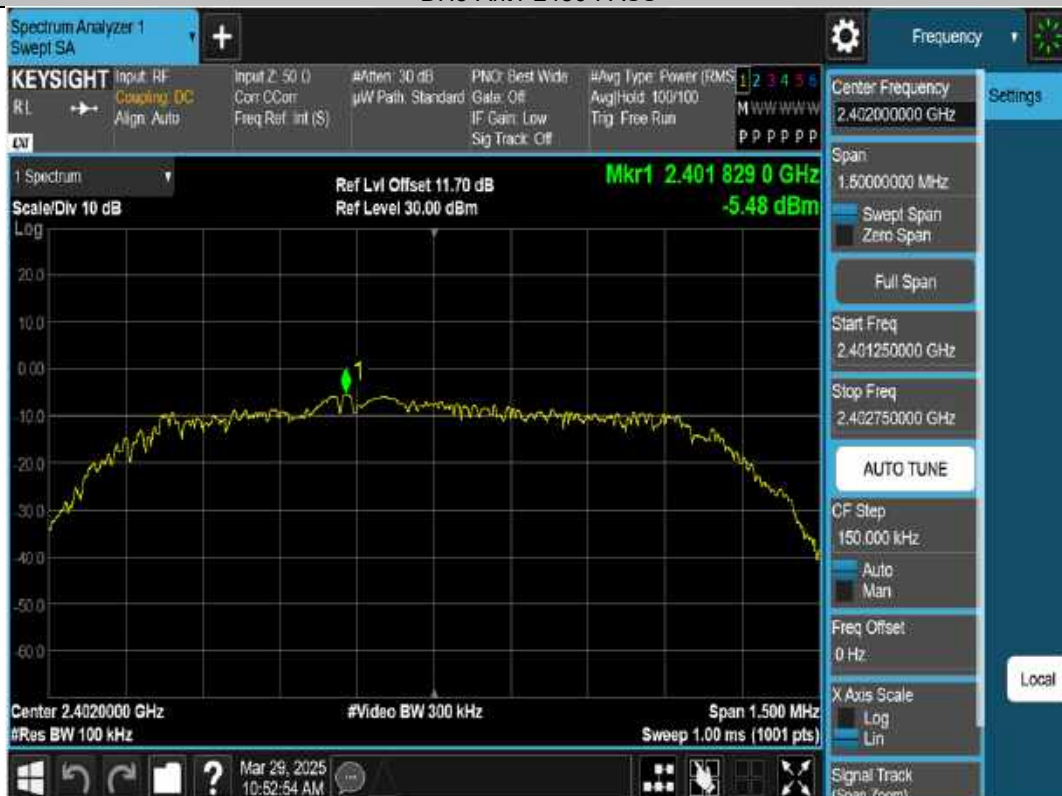 Spectrum Analyzer 1
Swept SA
Frequency
KEYSIGHT
RL
Input: RF
Coupling: DC
Align: Auto
Input Z: 50 Ω
Corr CCorr
Freq Ref: Int (S)
#Atten: 30 dB
µW Path: Standard
PNO: Best Wide
Gate: Off
IF Gain: Low
Sig Track: Off
#Avg Type: Power (RMS
Avg|Hold: 100/100
Trig: Free Run
1 2 3 4 5 6
M W W W W W
P P P P P P
Settings
1 Spectrum
Scale/Div 10 dB
Log
Ref Lvl Offset 11.70 dB
Ref Level 30.00 dBm
Mkr1 2.401 829 0 GHz
-5.48 dBm
20.0
10.0
0.00
-10.0
-20.0
-30.0
-40.0
-50.0
-60.0
1
Center 2.4020000 GHz
#Res BW 100 kHz
#Video BW 300 kHz
Span 1.500 MHz
Sweep 1.00 ms (1001 pts)
Center Frequency
2.402000000 GHz
Span
1.50000000 MHz
Swept Span
Zero Span
Full Span
Start Freq
2.401250000 GHz
Stop Freq
2.402750000 GHz
AUTO TUNE
CF Step
150.000 kHz
Auto
Man
Freq Offset
0 Hz
X Axis Scale
Log
Lin
Signal Track
(Span Zoom)
Local
?
Mar 29, 2025
10:52:54 AM